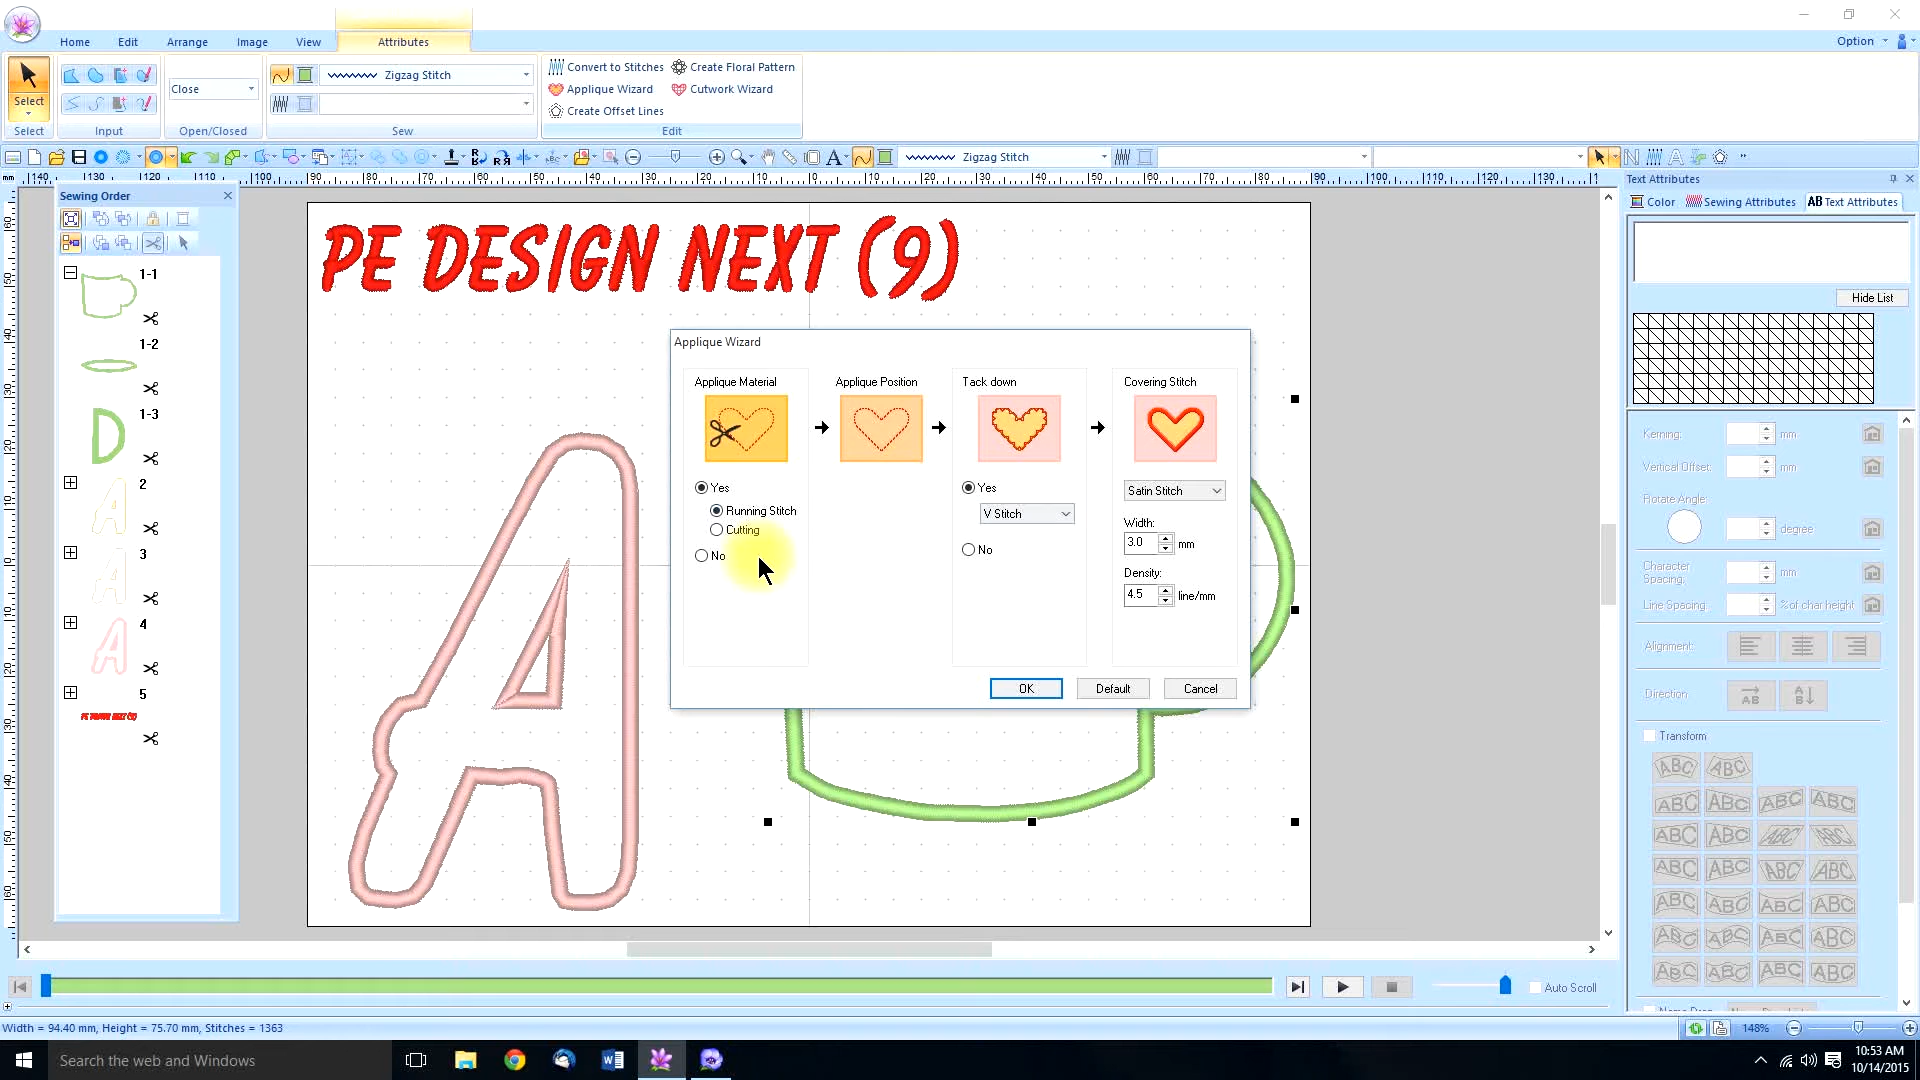 Home Edit Arrange Image View Attributes Option
Select
Select
Input
Close
Open/Closed
Zigzag Stitch
Sew
Convert to Stitches Create Floral Pattern
Applique Wizard Cutwork Wizard
Create Offset Lines
Edit
Zigzag Stitch
Sewing Order
1-1
1-2
1-3
2
3
4
5
PE DESIGN NEXT (9)
Applique Wizard
Applique Material
Applique Position
Tack down
Covering Stitch
Yes
Running Stitch
Cutting
No
Yes
V Stitch
No
Satin Stitch
Width:
3.0 mm
Density:
4.5 line/mm
OK Default Cancel
Text Attributes
Color Sewing Attributes AB Text Attributes
Hide List
Kerning: mm
Vertical Offset: mm
Rotate Angle:
degree
Character
Spacing: mm
Line Spacing: % of char height
Alignment:
Direction:
Transform
Auto Scroll
Width = 94.40 mm, Height = 75.70 mm, Stitches = 1363
148%
Search the web and Windows
10:53 AM
10/14/2015